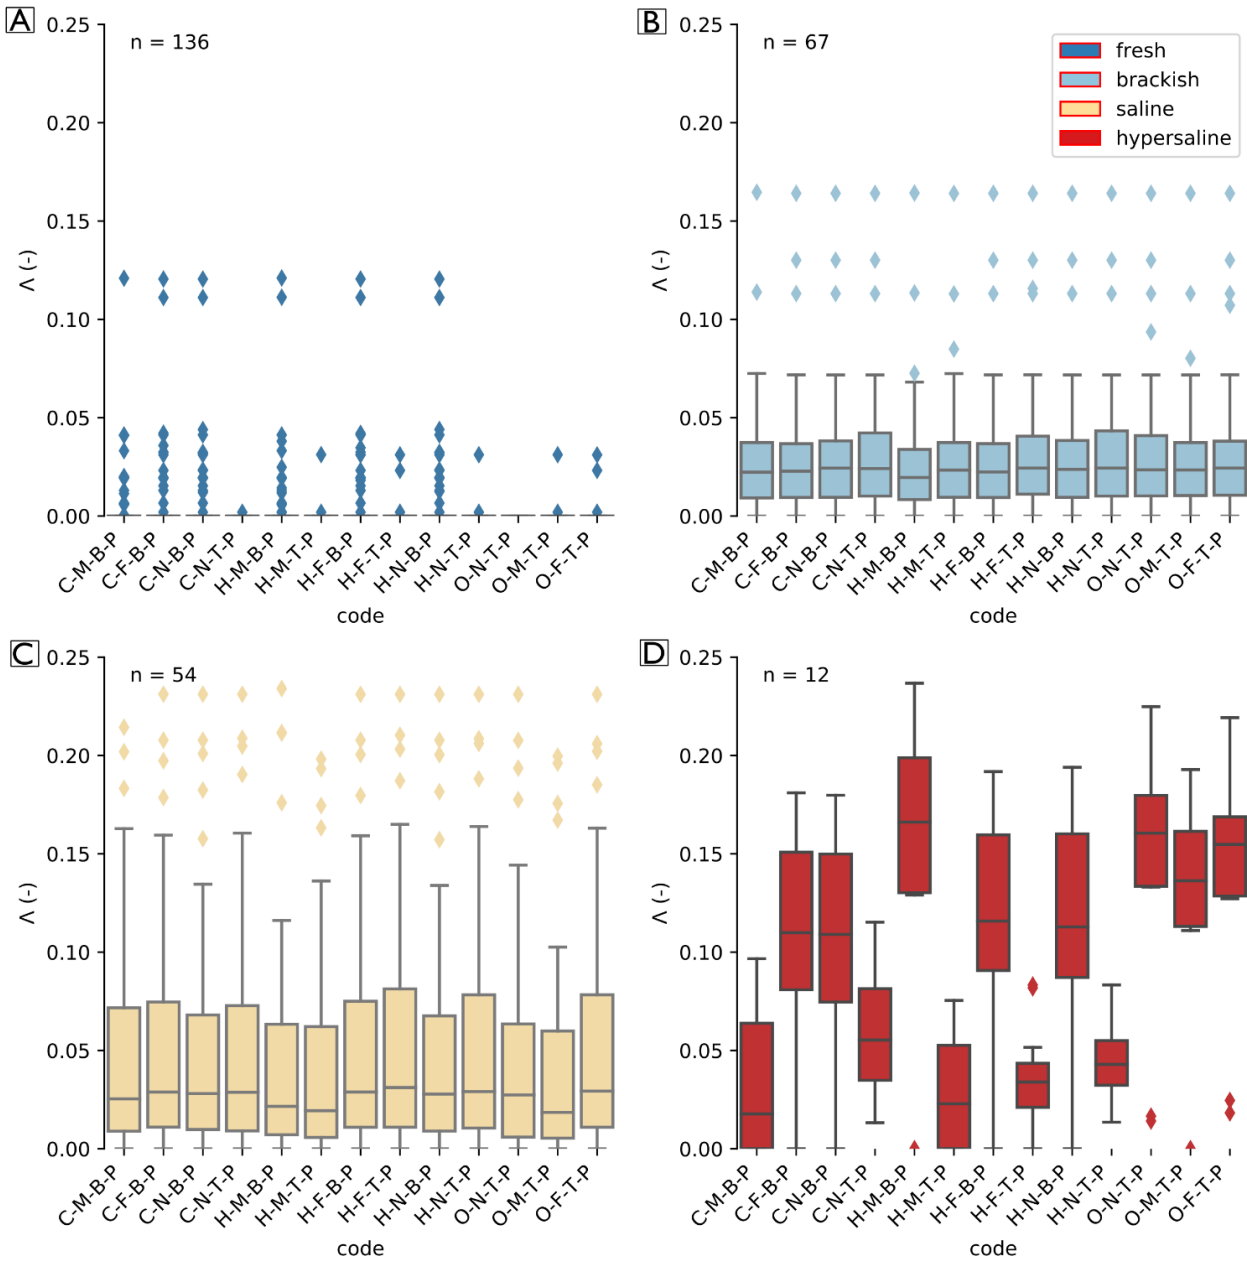 A
n = 136
0.25
0.20
0.15
0.10
0.05
0.00
Λ (-)
C-M-B-P
C-F-B-P
C-N-B-P
C-N-T-P
H-M-B-P
H-M-T-P
H-F-B-P
H-F-T-P
H-N-B-P
H-N-T-P
O-N-T-P
O-M-T-P
O-F-T-P
code
B
n = 67
fresh
brackish
saline
hypersaline
0.25
0.20
0.15
0.10
0.05
0.00
Λ (-)
C-M-B-P
C-F-B-P
C-N-B-P
C-N-T-P
H-M-B-P
H-M-T-P
H-F-B-P
H-F-T-P
H-N-B-P
H-N-T-P
O-N-T-P
O-M-T-P
O-F-T-P
code
C
n = 54
0.25
0.20
0.15
0.10
0.05
0.00
Λ (-)
C-M-B-P
C-F-B-P
C-N-B-P
C-N-T-P
H-M-B-P
H-M-T-P
H-F-B-P
H-F-T-P
H-N-B-P
H-N-T-P
O-N-T-P
O-M-T-P
O-F-T-P
code
D
n = 12
0.25
0.20
0.15
0.10
0.05
0.00
Λ (-)
C-M-B-P
C-F-B-P
C-N-B-P
C-N-T-P
H-M-B-P
H-M-T-P
H-F-B-P
H-F-T-P
H-N-B-P
H-N-T-P
O-N-T-P
O-M-T-P
O-F-T-P
code